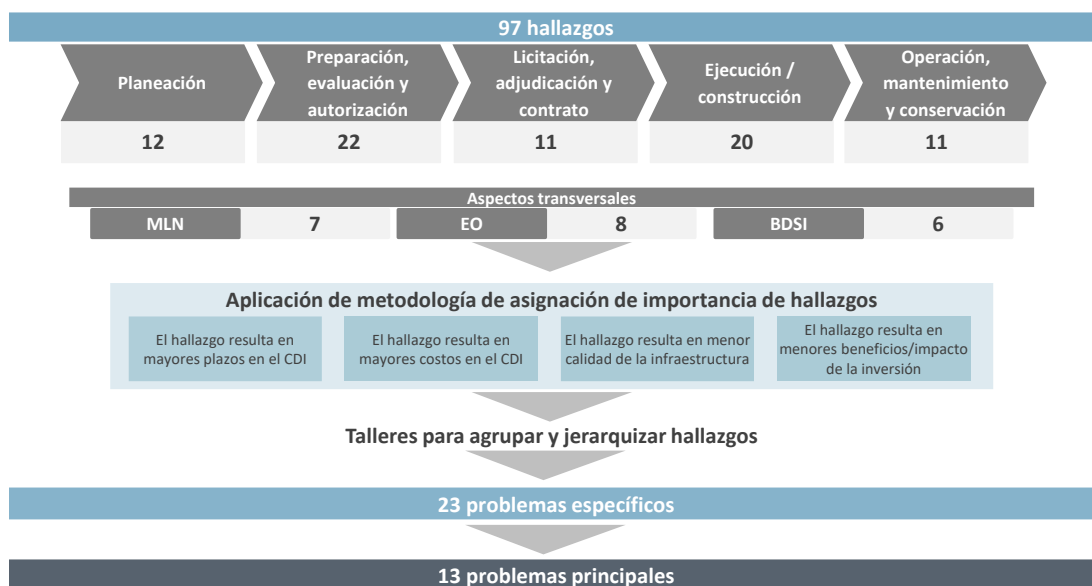 97 hallazgos
Planeación
Preparación,
evaluación y
autorización
Licitación,
adjudicación y
contrato
Ejecución /
construcción
Operación,
mantenimiento
y conservación
12
22
11
20
11
Aspectos transversales
MLN
7
EO
8
BDSI
6
Aplicación de metodología de asignación de importancia de hallazgos
El hallazgo resulta en
mayores plazos en el CDI
El hallazgo resulta en
mayores costos en el CDI
El hallazgo resulta en menor
calidad de la infraestructura
El hallazgo resulta en
menores beneficios/impacto
de la inversión
Talleres para agrupar y jerarquizar hallazgos
23 problemas específicos
13 problemas principales